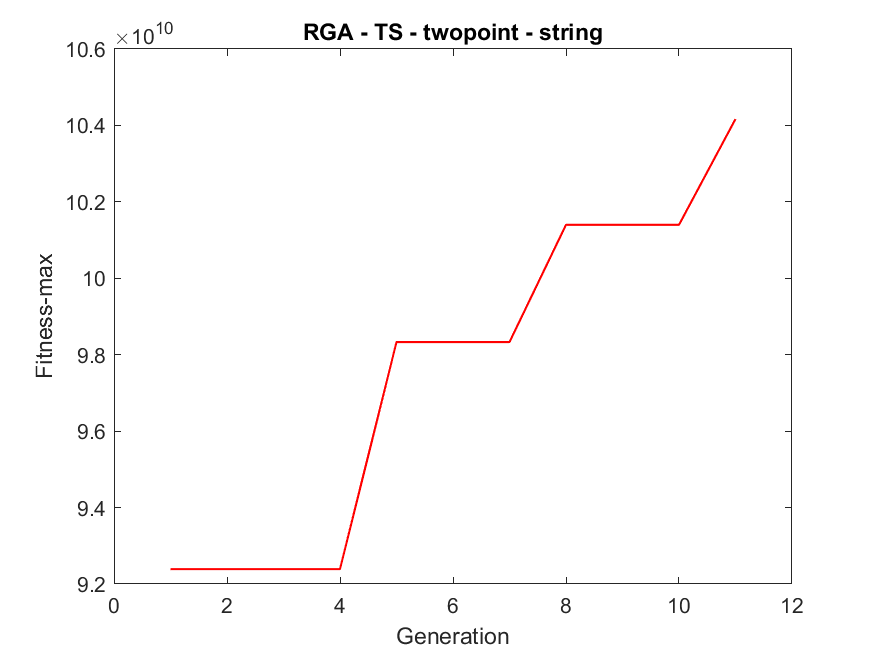 RGA - TS - twopoint - string
×10^10
10.6
10.4
10.2
10
9.8
9.6
9.4
9.2
Fitness-max
0 2 4 6 8 10 12
Generation